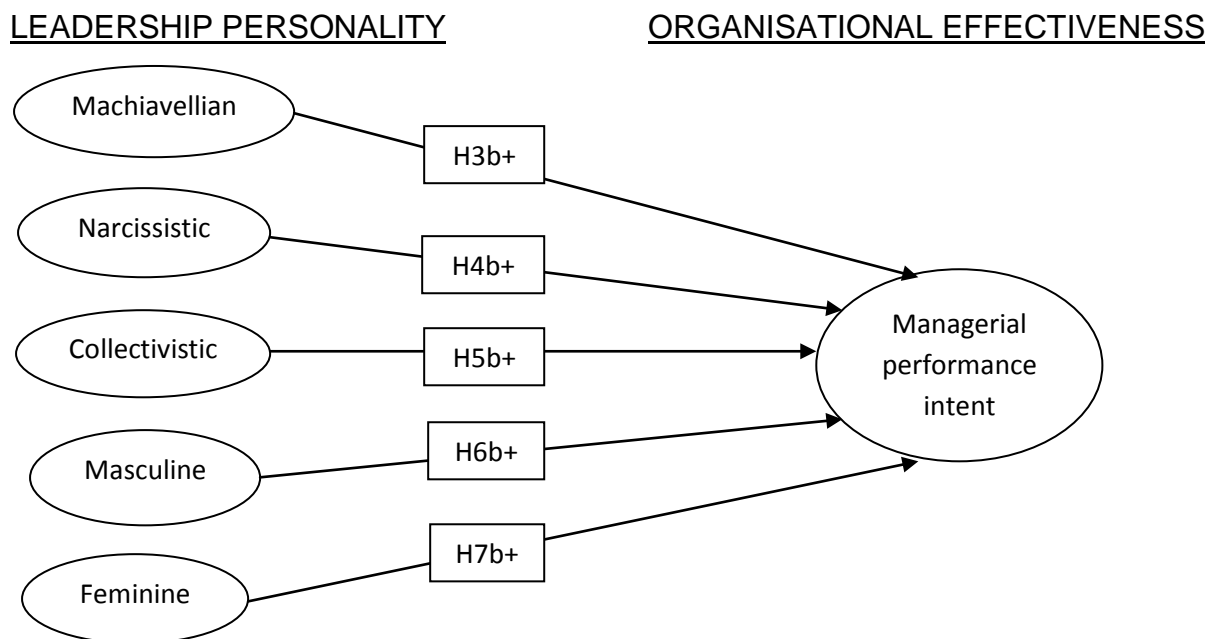 LEADERSHIP PERSONALITY
ORGANISATIONAL EFFECTIVENESS
Machiavellian
H3b+
Narcissistic
H4b+
Collectivistic
H5b+
Managerial
performance
intent
Masculine
H6b+
Feminine
H7b+